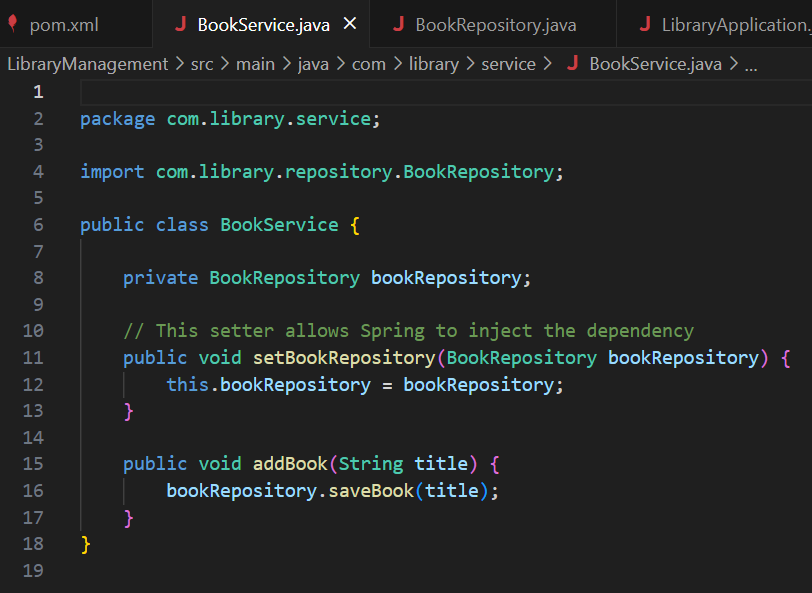 pom.xml J BookService.java × J BookRepository.java J LibraryApplication.
LibraryManagement > src > main > java > com > library > service > J BookService.java > ...
1
2 package com.library.service;
3
4 import com.library.repository.BookRepository;
5
6 public class BookService {
7
8     private BookRepository bookRepository;
9
10     // This setter allows Spring to inject the dependency
11     public void setBookRepository(BookRepository bookRepository) {
12         this.bookRepository = bookRepository;
13     }
14
15     public void addBook(String title) {
16         bookRepository.saveBook(title);
17     }
18 }
19